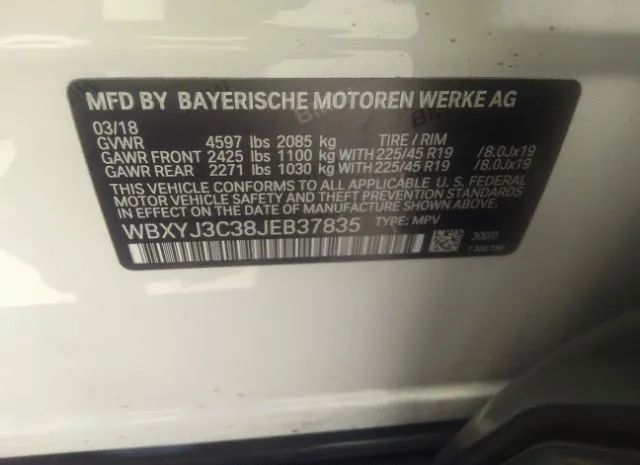 MFD BY BAYERISCHE MOTOREN WERKE AG
03/18
GVWR 4597 lbs 2085 kg TIRE / RIM
GAWR FRONT 2425 lbs 1100 kg WITH 225/45 R19 /8.0Jx19
GAWR REAR 2271 lbs 1030 kg WITH 225/45 R19 /8.0Jx19
THIS VEHICLE CONFORMS TO ALL APPLICABLE U. S. FEDERAL
MOTOR VEHICLE SAFETY, BUMPER, AND THEFT PREVENTION STANDARDS
IN EFFECT ON THE DATE OF MANUFACTURE SHOWN ABOVE.
WBXYJ3C38JEB37835 TYPE: MPV